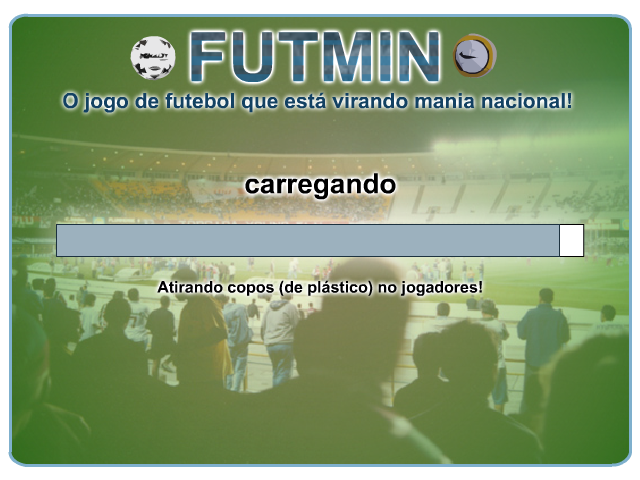 FUTMIN
O jogo de futebol que está virando mania nacional!
carregando
Atirando copos (de plástico) no jogadores!